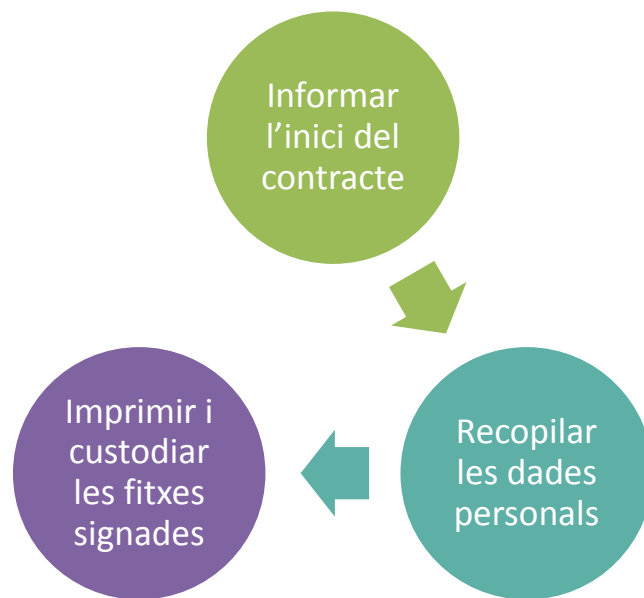 Informar
l’inici del
contracte
Recopilar
les dades
personals
Imprimir i
custodiar
les fitxes
signades